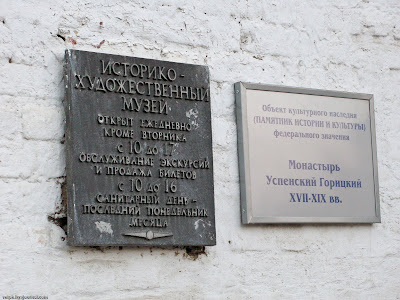 ИСТОРИКО-
ХУДОЖЕСТВЕННЫЙ
МУЗЕЙ
ОТКРЫТ ЕЖЕДНЕВНО
КРОМЕ ВТОРНИКА
с 10 до 17
ОБСЛУЖИВАНИЕ ЭКСКУРСИЙ
И ПРОДАЖА БИЛЕТОВ
с 10 до 16
САНИТАРНЫЙ ДЕНЬ -
ПОСЛЕДНИЙ ПОНЕДЕЛЬНИК
МЕСЯЦА
Объект культурного наследия
(ПАМЯТНИК ИСТОРИИ И КУЛЬТУРЫ)
федерального значения
Монастырь
Успенский Горицкий
XVII-XIX вв.